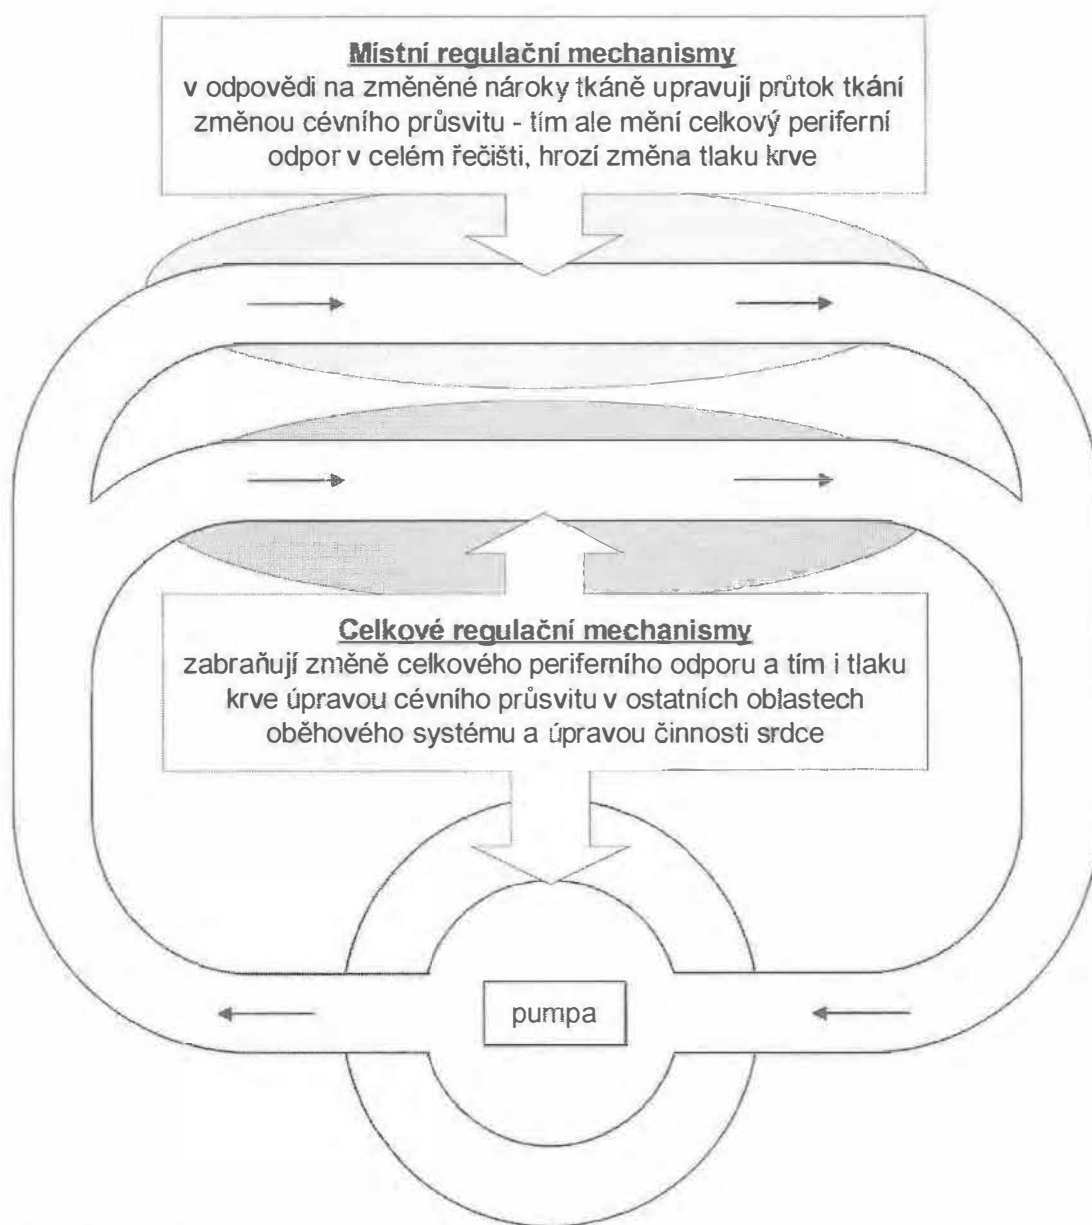 Místní regulační mechanismy
v odpovědi na změněné nároky tkáně upravují průtok tkání
změnou cévního průsvitu - tím ale mění celkový periferní
odpor v celém řečišti, hrozí změna tlaku krve
Celkové regulační mechanismy
zabraňují změně celkového periferního odporu a tím i tlaku
krve úpravou cévního průsvitu v ostatních oblastech
oběhového systému a úpravou činnosti srdce
pumpa